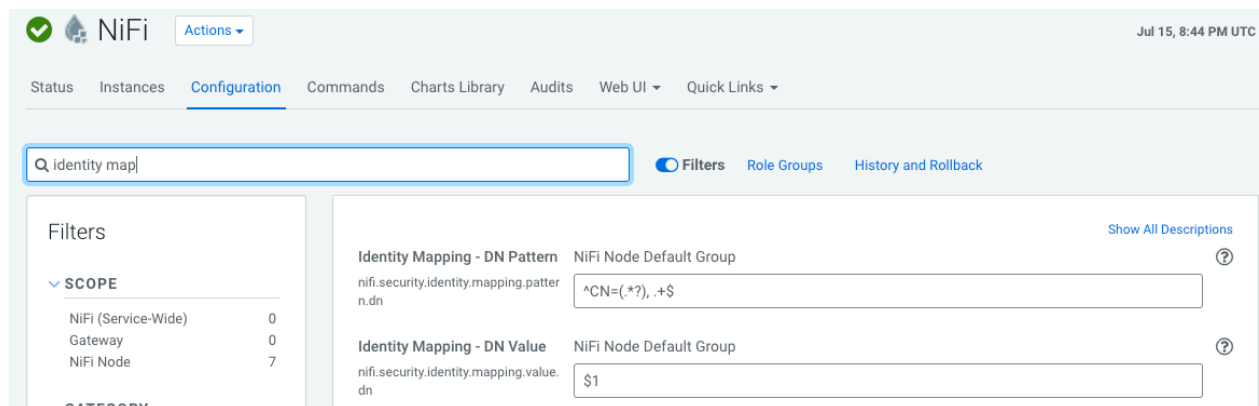 NiFi Actions
Jul 15, 8:44 PM UTC
Status Instances Configuration Commands Charts Library Audits Web UI Quick Links
identity map
Filters Role Groups History and Rollback
Filters
SCOPE
NiFi (Service-Wide) 0
Gateway 0
NiFi Node 7
CATEGORY
Show All Descriptions
Identity Mapping - DN Pattern NiFi Node Default Group
nifi.security.identity.mapping.patter
n.dn
^CN=(.*?), .+$
Identity Mapping - DN Value NiFi Node Default Group
nifi.security.identity.mapping.value.
dn
$1